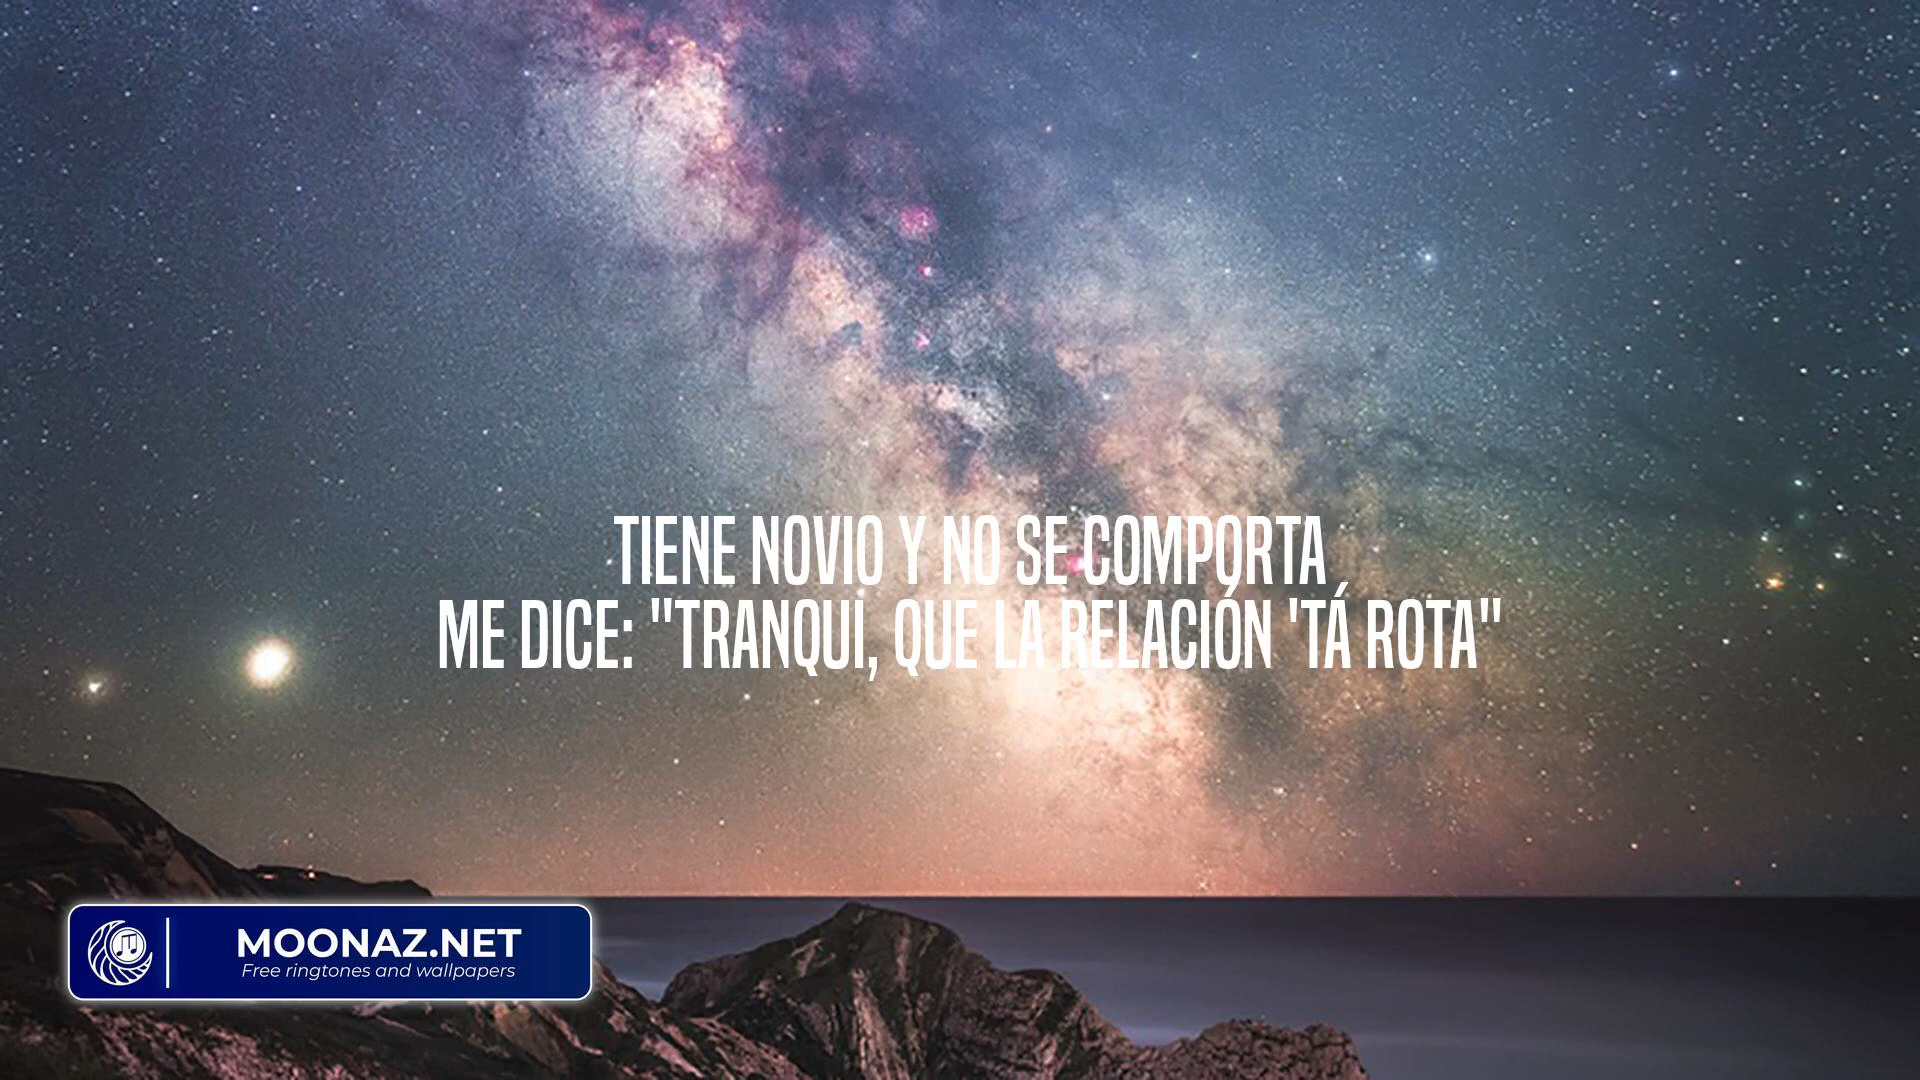 TIENE NOVIO Y NO SE COMPORTA
ME DICE: "TRANQUI, QUE LA RELACIÓN 'TÁ ROTA"
MOONAZ.NET
Free ringtones and wallpapers